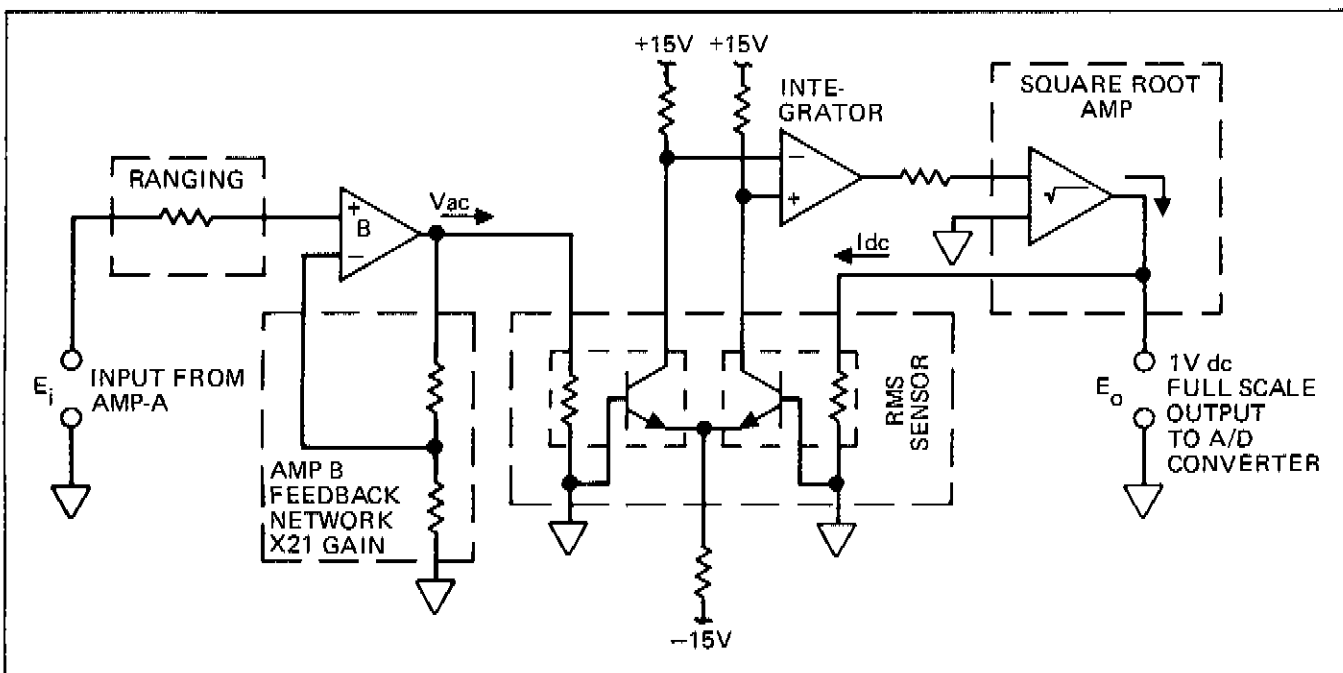 +15V +15V
INTE-
GRATOR
SQUARE ROOT
AMP
RANGING
+
B
−
Vac
−
+
√
Idc
Ei
INPUT FROM
AMP-A
AMP B
FEEDBACK
NETWORK
X21 GAIN
RMS
SENSOR
Eo
1V dc
FULL SCALE
OUTPUT
TO A/D
CONVERTER
−15V